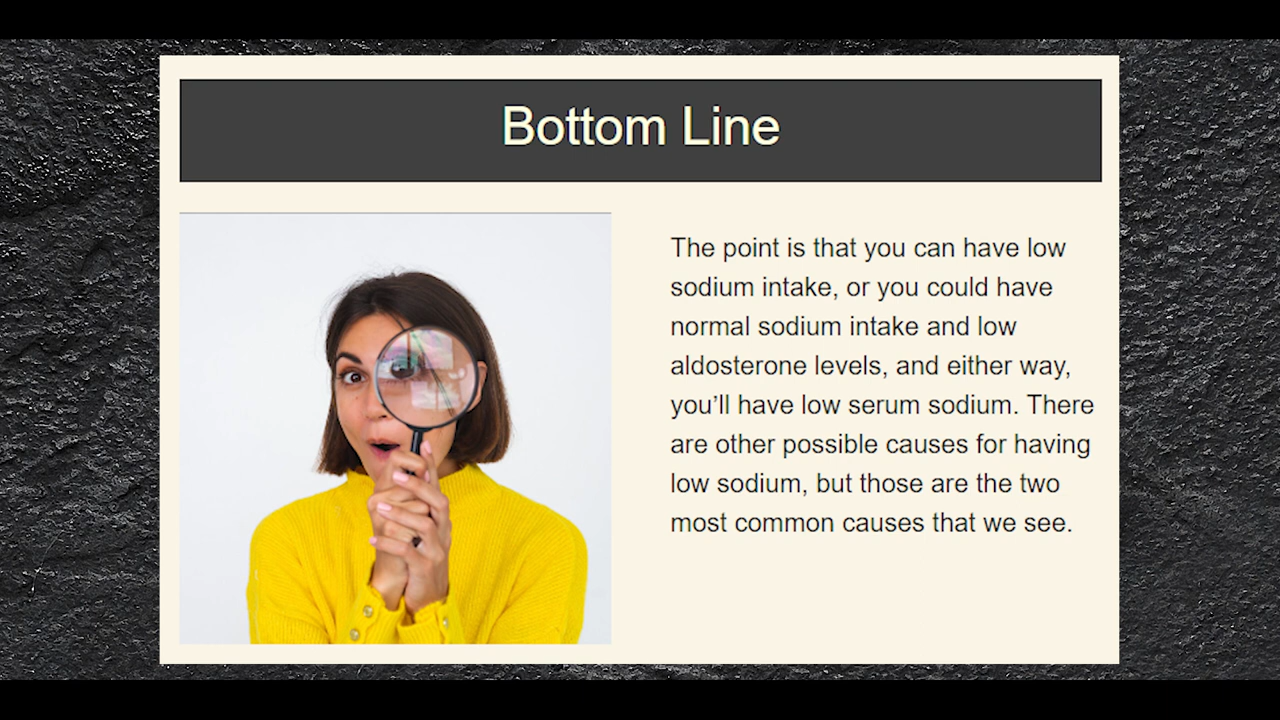 Bottom Line
The point is that you can have low
sodium intake, or you could have
normal sodium intake and low
aldosterone levels, and either way,
you’ll have low serum sodium. There
are other possible causes for having
low sodium, but those are the two
most common causes that we see.